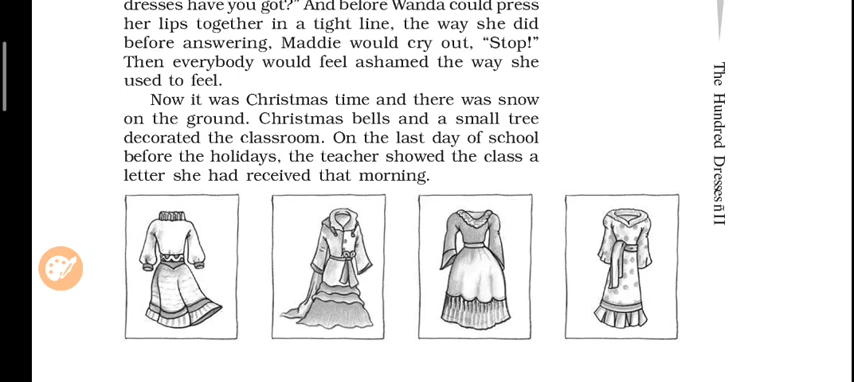 dresses have you got?” And before Wanda could press
her lips together in a tight line, the way she did
before answering, Maddie would cry out, “Stop!”
Then everybody would feel ashamed the way she
used to feel.
Now it was Christmas time and there was snow
on the ground. Christmas bells and a small tree
decorated the classroom. On the last day of school
before the holidays, the teacher showed the class a
letter she had received that morning.
The Hundred Dresses ñ II